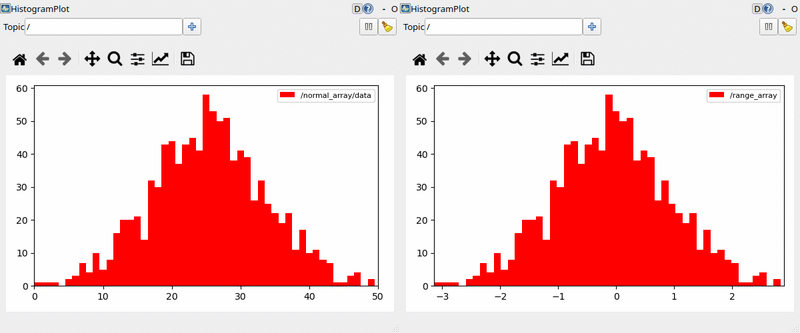 HistogramPlot
D - O
Topic /
/normal_array/data
60
50
40
30
20
10
0
0 10 20 30 40 50
HistogramPlot
D - O
Topic /
/range_array
60
50
40
30
20
10
0
−3 −2 −1 0 1 2